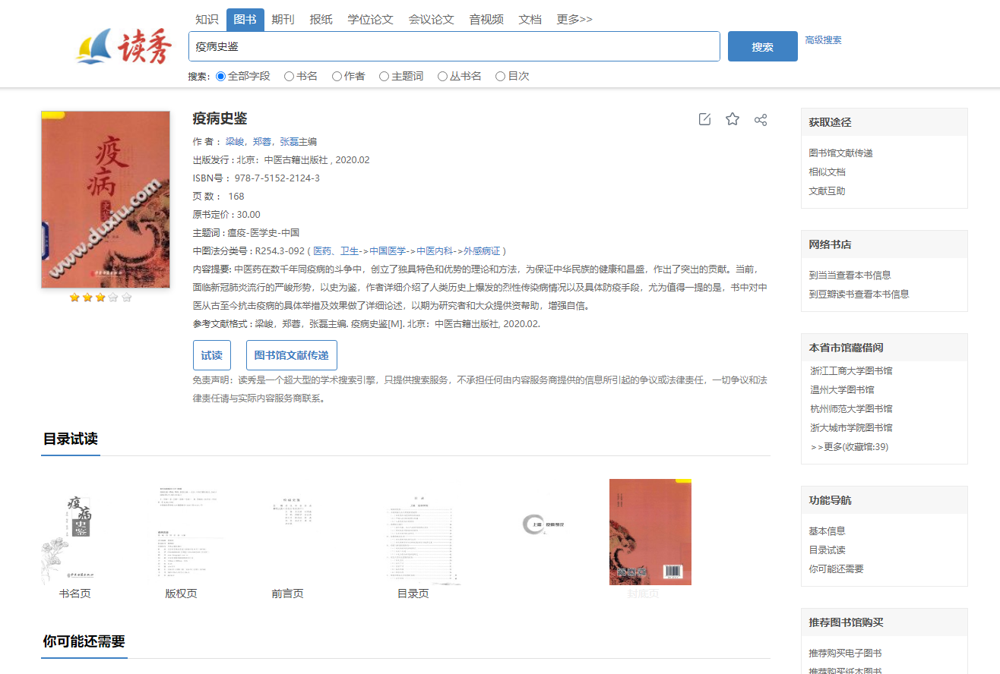 知识 图书 期刊 报纸 学位论文 会议论文 音视频 文档 更多>>
读秀
疫病史鉴
搜索
高级搜索
搜索: 全部字段 书名 作者 主题词 丛书名 目次
疫病
www.duxiu.com
疫病史鉴
作 者 : 梁峻，郑蓉，张磊主编
出版发行 : 北京：中医古籍出版社 , 2020.02
ISBN号 : 978-7-5152-2124-3
页 数 : 168
原书定价 : 30.00
主题词 : 瘟疫-医学史-中国
中图法分类号 : R254.3-092 ( 医药、卫生->中国医学->中医内科->外感病证 )
内容提要: 中医药在数千年同疫病的斗争中，创立了独具特色和优势的理论和方法，为保证中华民族的健康和昌盛，作出了突出的贡献。当前，
面临新冠肺炎流行的严峻形势，以史为鉴，作者详细介绍了人类历史上爆发的烈性传染病情况以及具体防疫手段，尤为值得一提的是，书中对中
医从古至今抗击疫病的具体举措及效果做了详细论述，以期为研究者和大众提供资帮助，增强自信。
参考文献格式 : 梁峻，郑蓉，张磊主编. 疫病史鉴[M]. 北京：中医古籍出版社, 2020.02.
试读 图书馆文献传递
免责声明：读秀是一个超大型的学术搜索引擎，只提供搜索服务，不承担任何由内容服务商提供的信息所引起的争议或法律责任，一切争议和法
律责任请与实际内容服务商联系。
目录试读
疫病史鉴
上篇 疫病概说
书名页 版权页 前言页 目录页 封底页
你可能还需要
获取途径
图书馆文献传递
相似文档
文献互助
网络书店
到当当查看本书信息
到豆瓣读书查看本书信息
本省市馆藏借阅
浙江工商大学图书馆
温州大学图书馆
杭州师范大学图书馆
浙大城市学院图书馆
>>更多(收藏馆:39)
功能导航
基本信息
目录试读
你可能还需要
推荐图书馆购买
推荐购买电子图书
推荐购买纸本图书